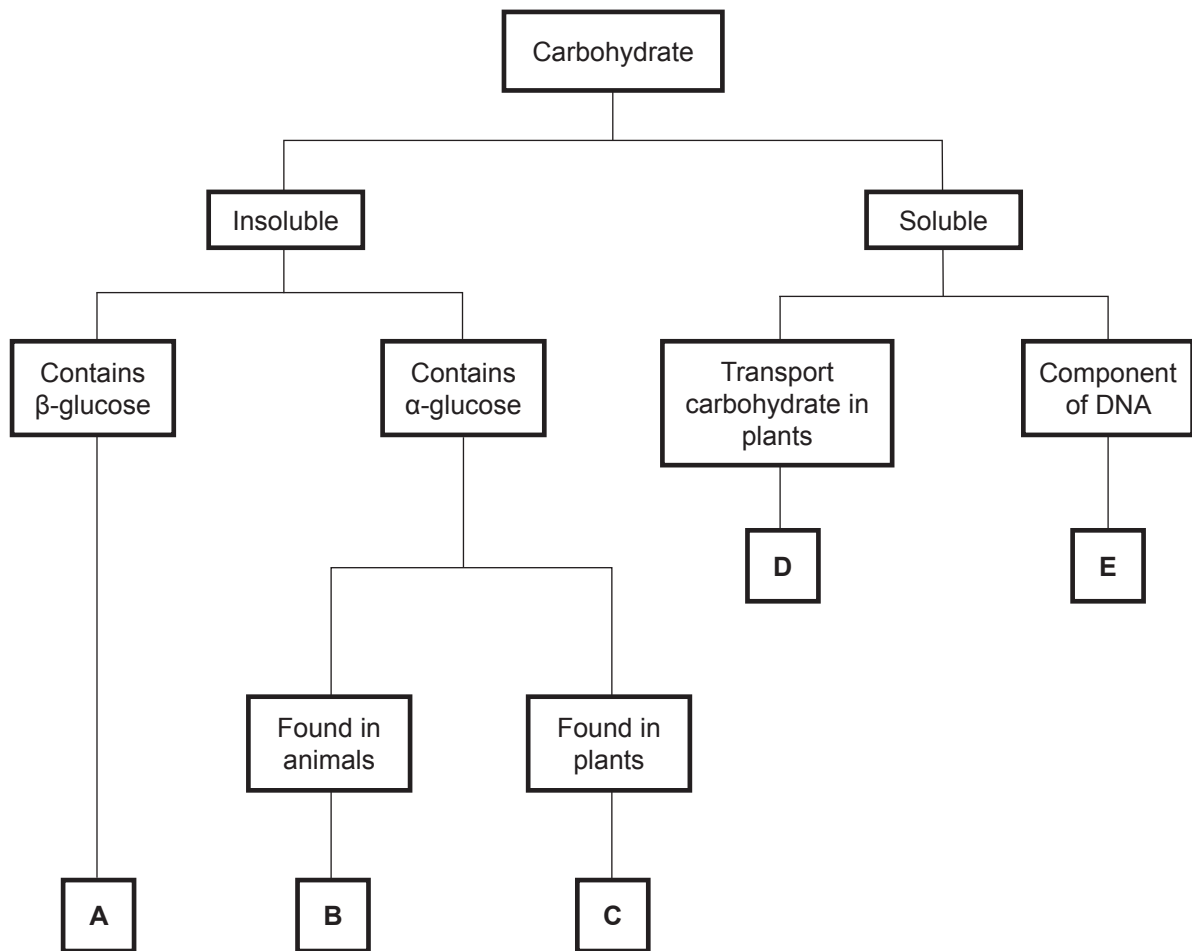 Carbohydrate
Insoluble
Soluble
Contains
β-glucose
Contains
α-glucose
Transport
carbohydrate in
plants
Component
of DNA
D
E
Found in
animals
Found in
plants
A
B
C